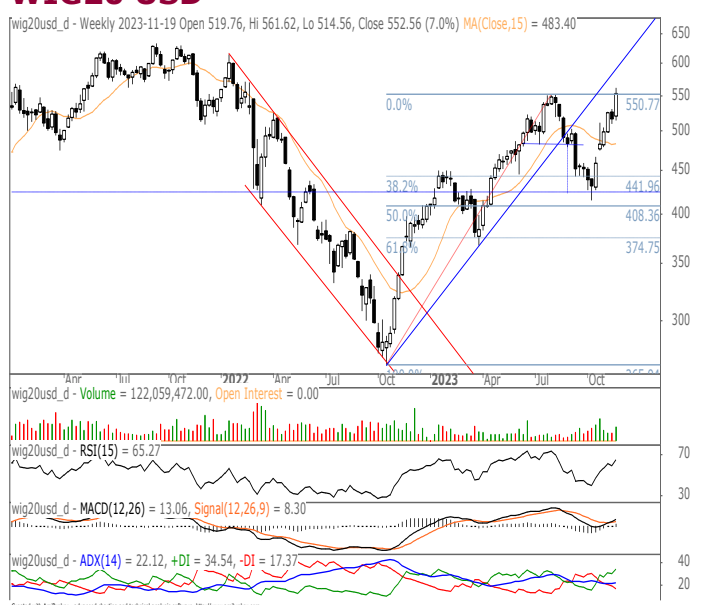 WIG20 USD
wig20usd_d - Weekly 2023-11-19 Open 519.76, Hi 561.62, Lo 514.56, Close 552.56 (7.0%) MA(Close,15) = 483.40
650
600
550
500
450
400
350
300
0.0%
550.77
38.2%
441.96
50.0%
408.36
61.8%
374.75
Apr Jul Oct 2022 Apr Jul Oct 2023 Apr Jul Oct
wig20usd_d - Volume = 122,059,472.00, Open Interest = 0.00
wig20usd_d - RSI(15) = 65.27
70
30
wig20usd_d - MACD(12,26) = 13.06, Signal(12,26,9) = 8.30
wig20usd_d - ADX(14) = 22.12, +DI = 34.54, -DI = 17.37
40
20